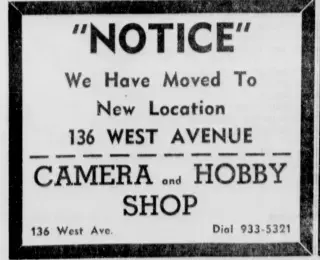 "NOTICE"
We Have Moved To
New Location
136 WEST AVENUE
CAMERA and HOBBY
SHOP
136 West Ave. Dial 933-5321